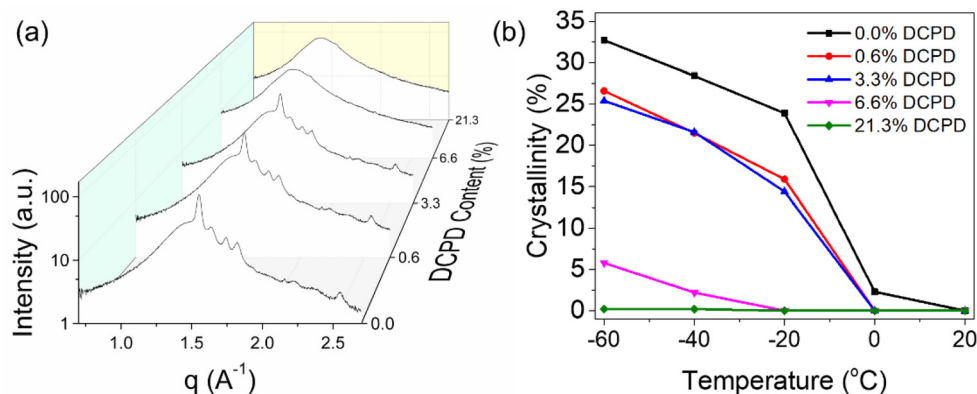 (a)
Intensity (a.u.)
100
10
1
1.0
1.5
2.0
2.5
q (A⁻¹)
0.0
0.6
3.3
6.6
21.3
DCPD Content (%)
(b)
Crystallinity (%)
35
30
25
20
15
10
5
0
-60
-40
-20
0
20
Temperature (°C)
0.0% DCPD
0.6% DCPD
3.3% DCPD
6.6% DCPD
21.3% DCPD